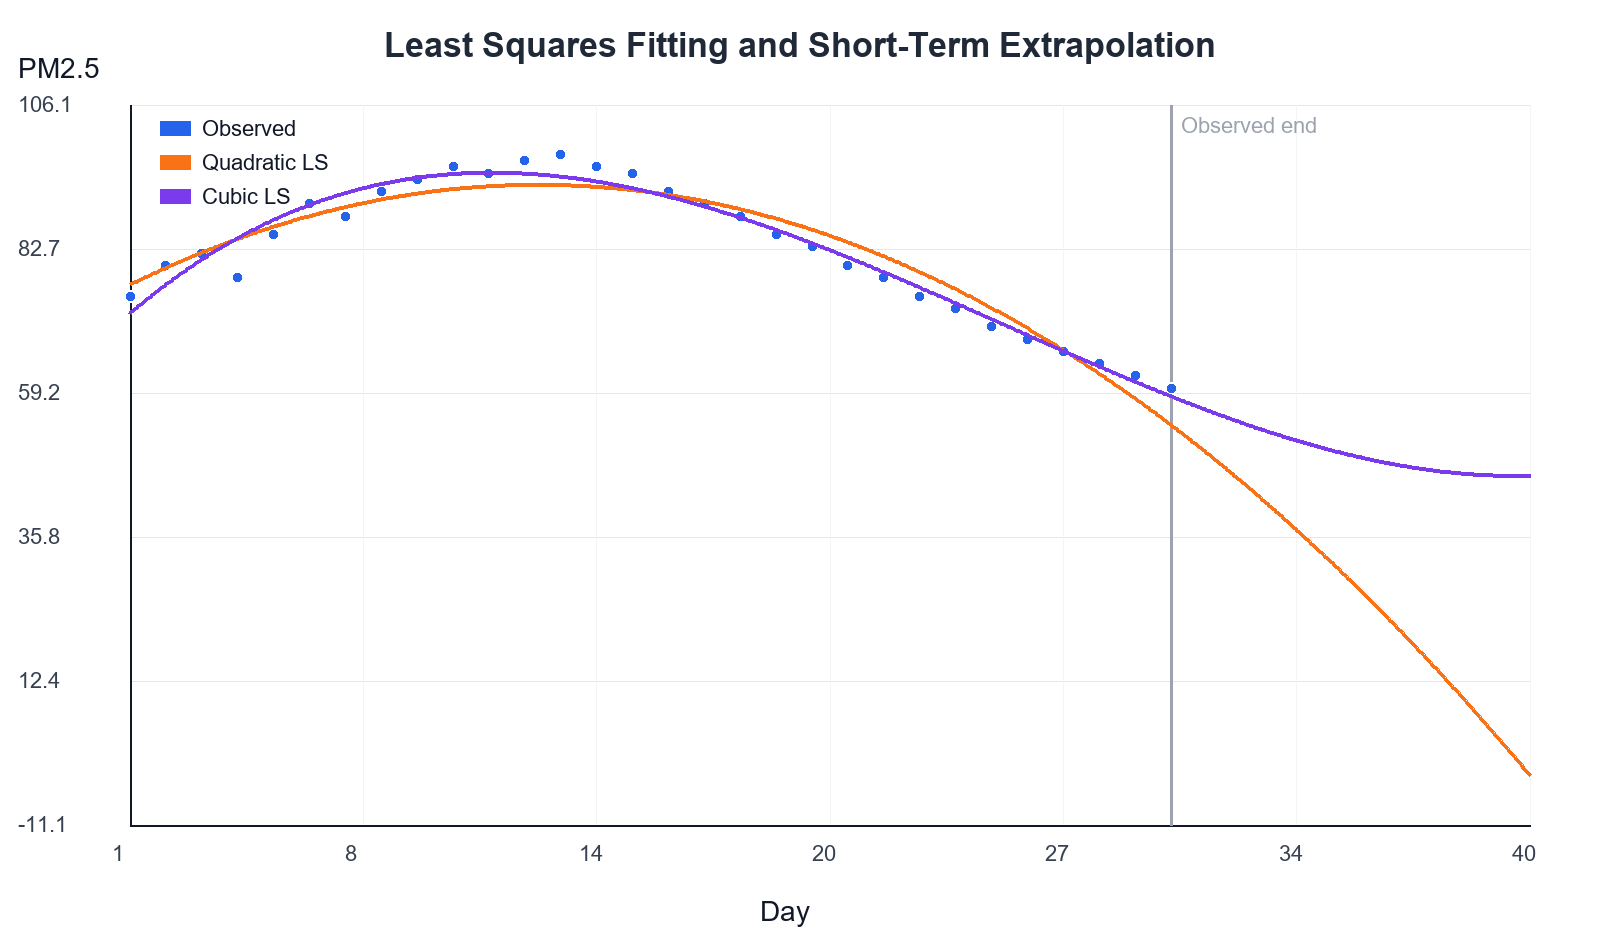 Least Squares Fitting and Short-Term Extrapolation
PM2.5
106.1
82.7
59.2
35.8
12.4
-11.1
Observed
Quadratic LS
Cubic LS
Observed end
1 8 14 20 27 34 40
Day